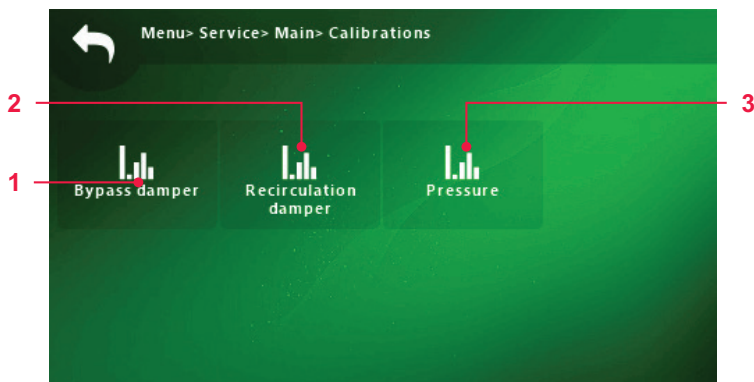 Menu> Service> Main> Calibrations
2
3
1
Bypass damper
Recirculation
damper
Pressure